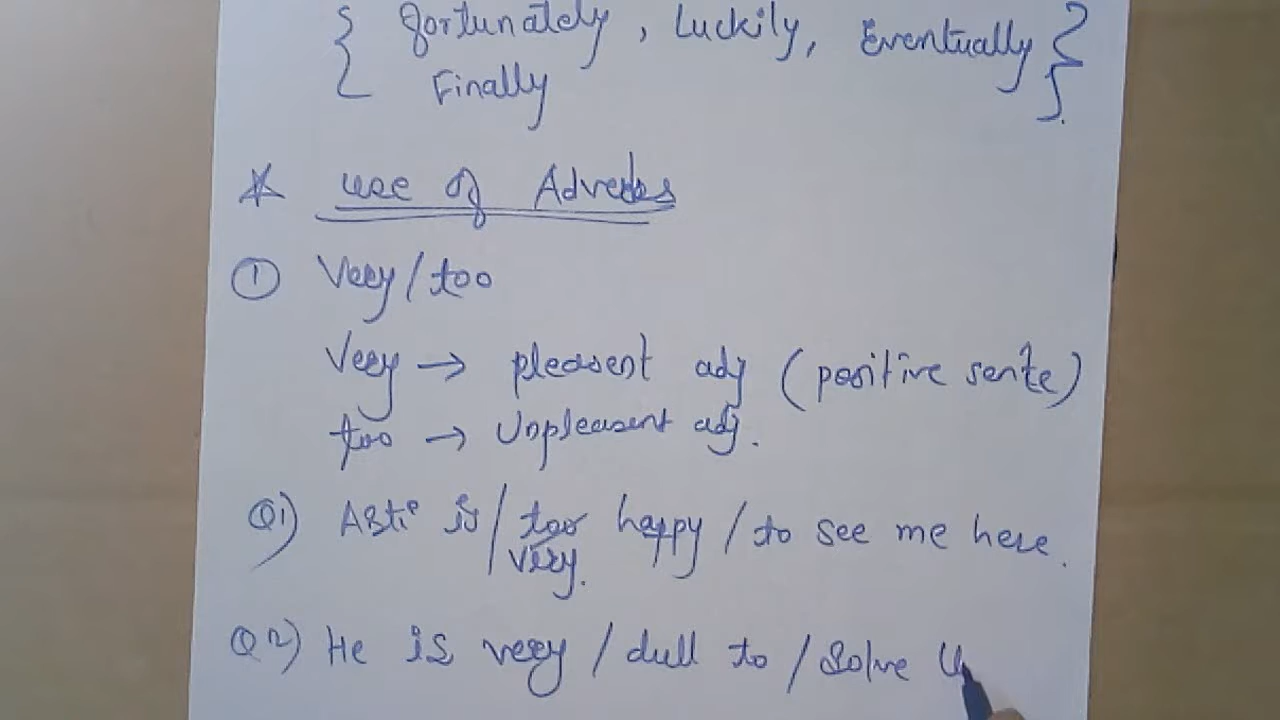 { Fortunately, Luckily, Eventually }
Finally
* use of Adverbs
① Very/too
Very → pleasent adj (positive sente)
too → Unpleasent adj.
Q1) is / too happy / to see me here.
very.
Q2) He is very / dull to / Solve